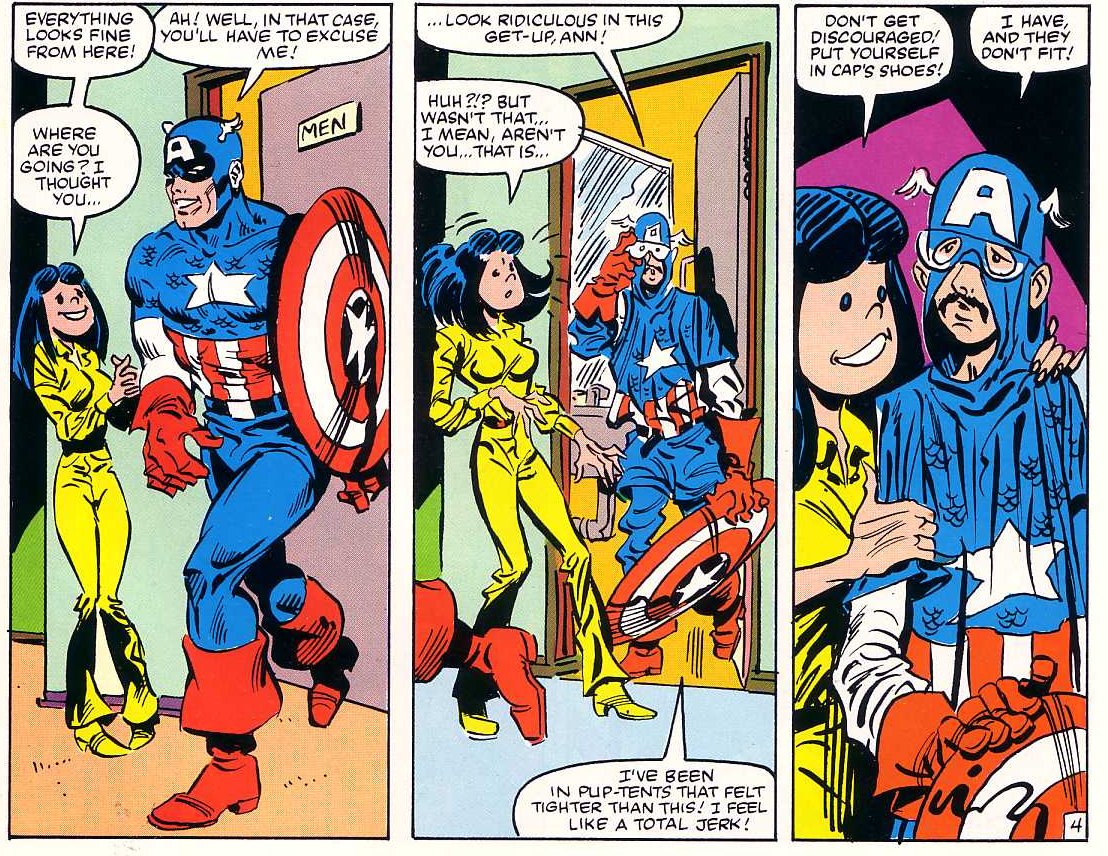 EVERYTHING
LOOKS FINE
FROM HERE!
AH! WELL, IN THAT CASE,
YOU'LL HAVE TO EXCUSE
ME!
WHERE
ARE YOU
GOING? I
THOUGHT
YOU...
MEN
A
...LOOK RIDICULOUS IN THIS
GET-UP, ANN!
HUH?!? BUT
WASN'T THAT...
I MEAN, AREN'T
YOU...THAT IS...
A
I'VE BEEN
IN PUP-TENTS THAT FELT
TIGHTER THAN THIS! I FEEL
LIKE A TOTAL JERK!
DON'T GET
DISCOURAGED!
PUT YOURSELF
IN CAP'S SHOES!
I HAVE,
AND THEY
DON'T FIT!
A
4